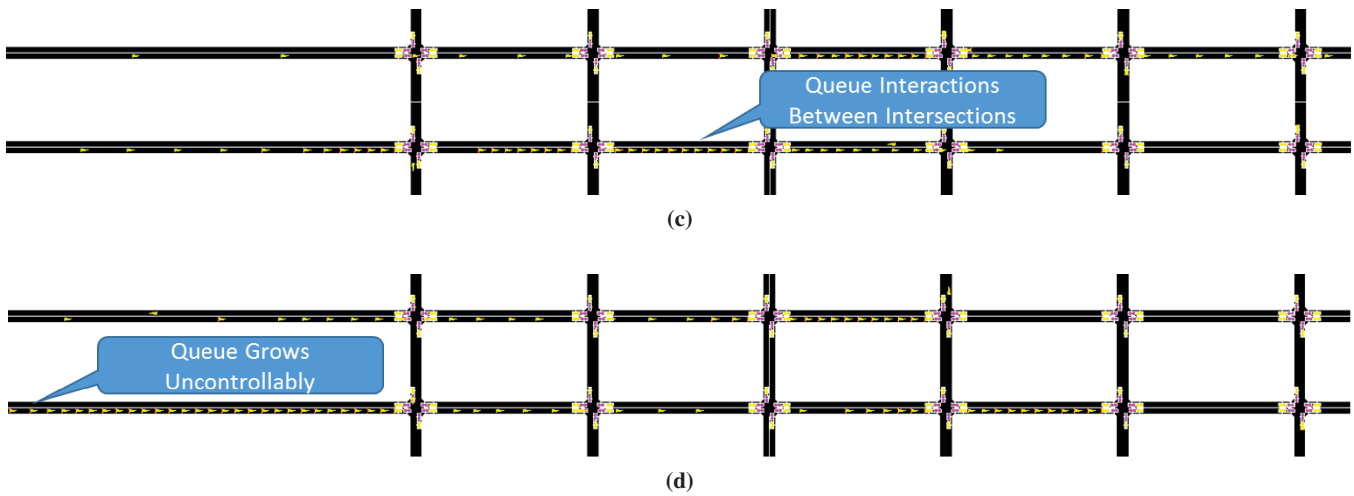 Queue Interactions
Between Intersections
(c)
Queue Grows
Uncontrollably
(d)